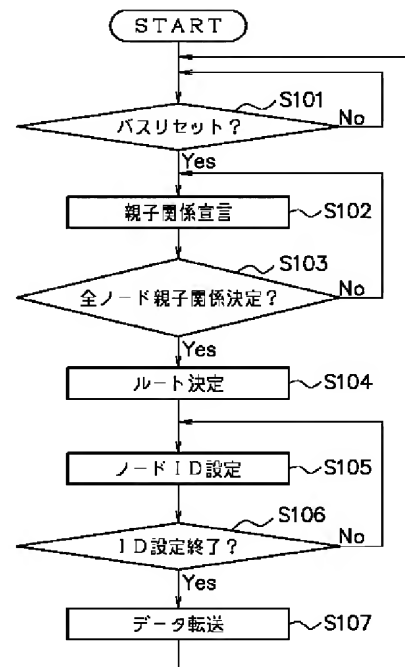 START
S101
バスリセット?
No
Yes
親子関係宣言
S102
S103
全ノード親子関係決定?
No
Yes
ルート決定
S104
ノードID設定
S105
S106
ID設定終了?
No
Yes
データ転送
S107